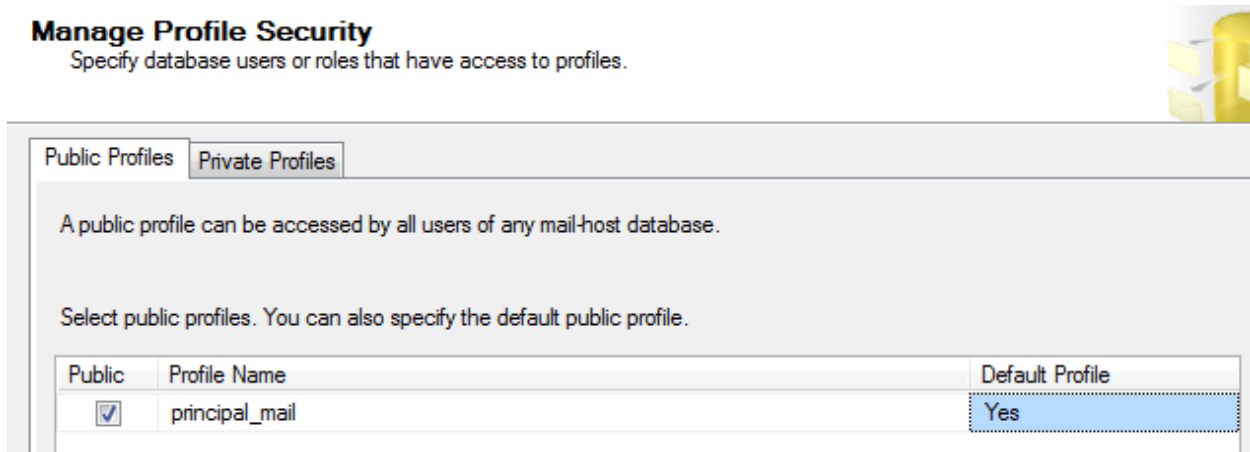 Manage Profile Security
Specify database users or roles that have access to profiles.
Public Profiles Private Profiles
A public profile can be accessed by all users of any mail-host database.
Select public profiles. You can also specify the default public profile.
Public Profile Name Default Profile
principal_mail Yes